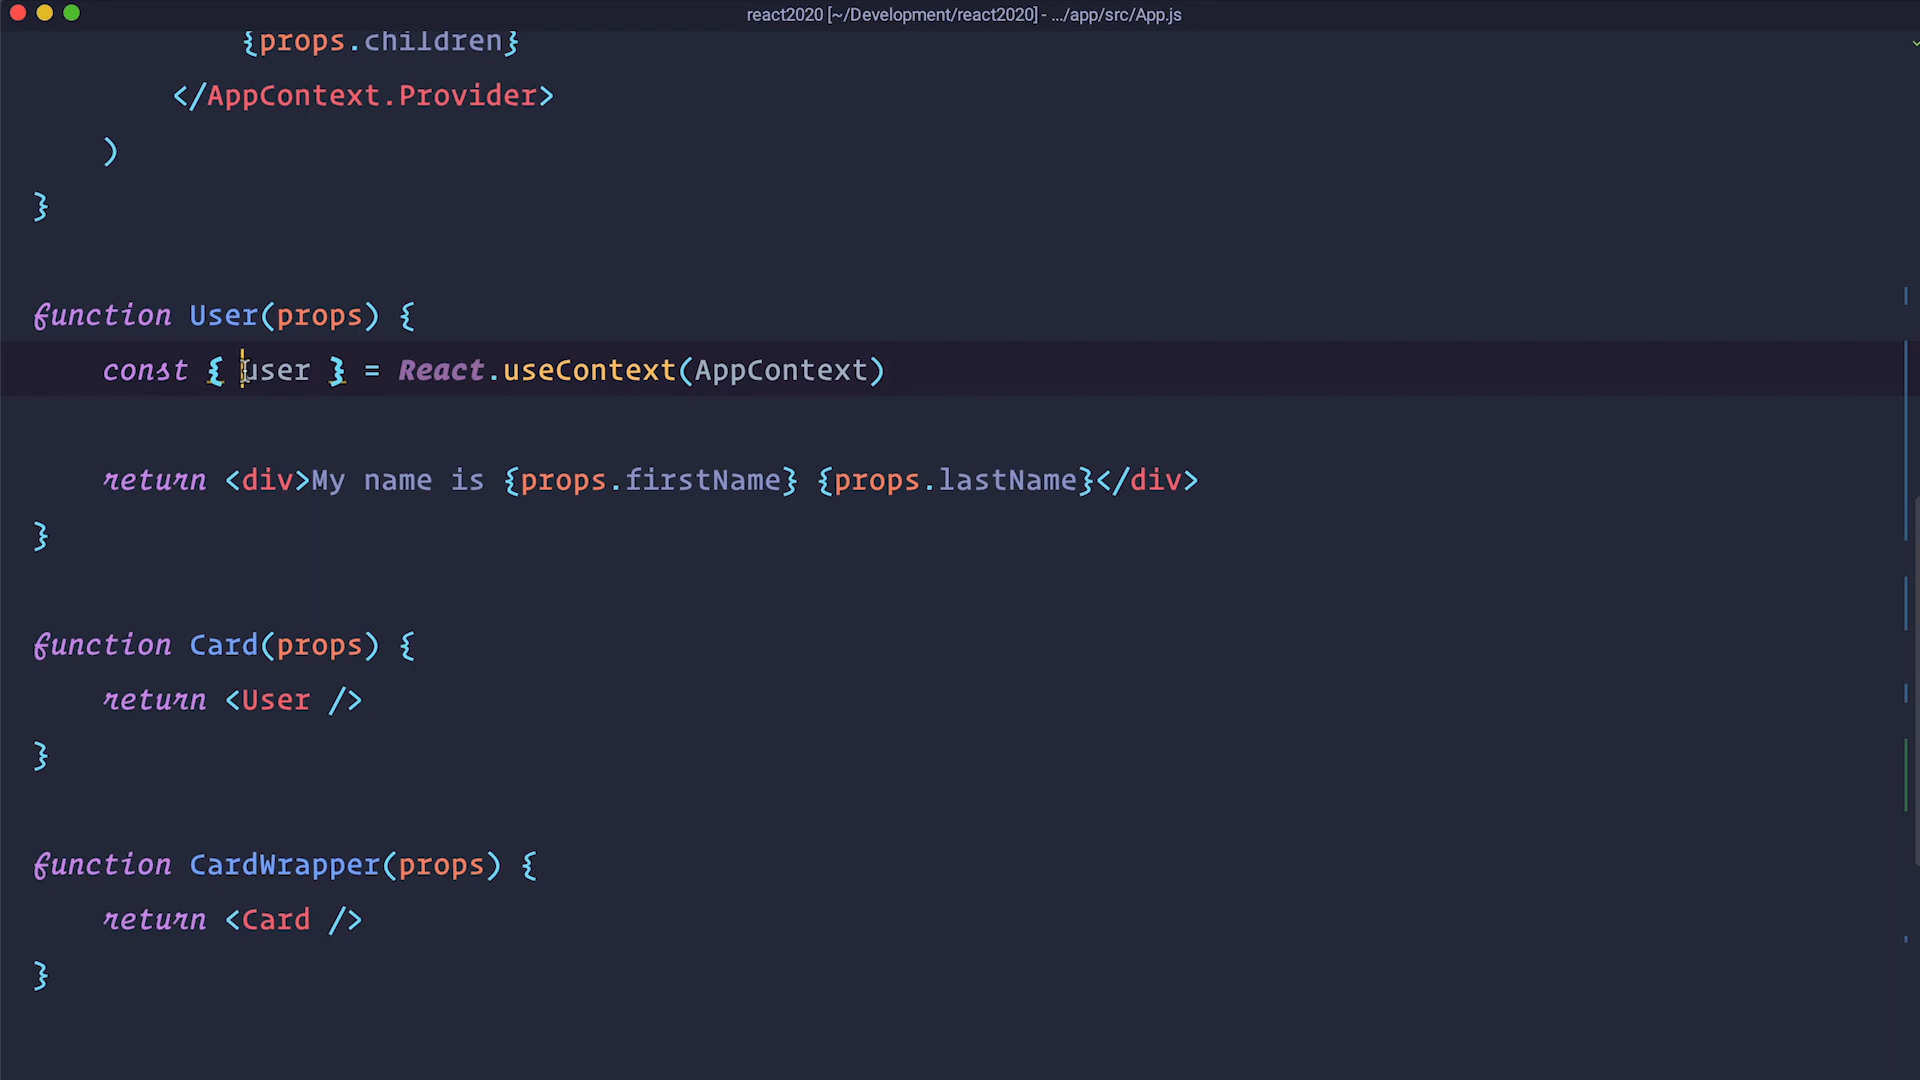 react2020 [~/Development/react2020] - .../app/src/App.js
{props.children}
</AppContext.Provider>
)
}
function User(props) {
const { user } = React.useContext(AppContext)
return <div>My name is {props.firstName} {props.lastName}</div>
}
function Card(props) {
return <User />
}
function CardWrapper(props) {
return <Card />
}